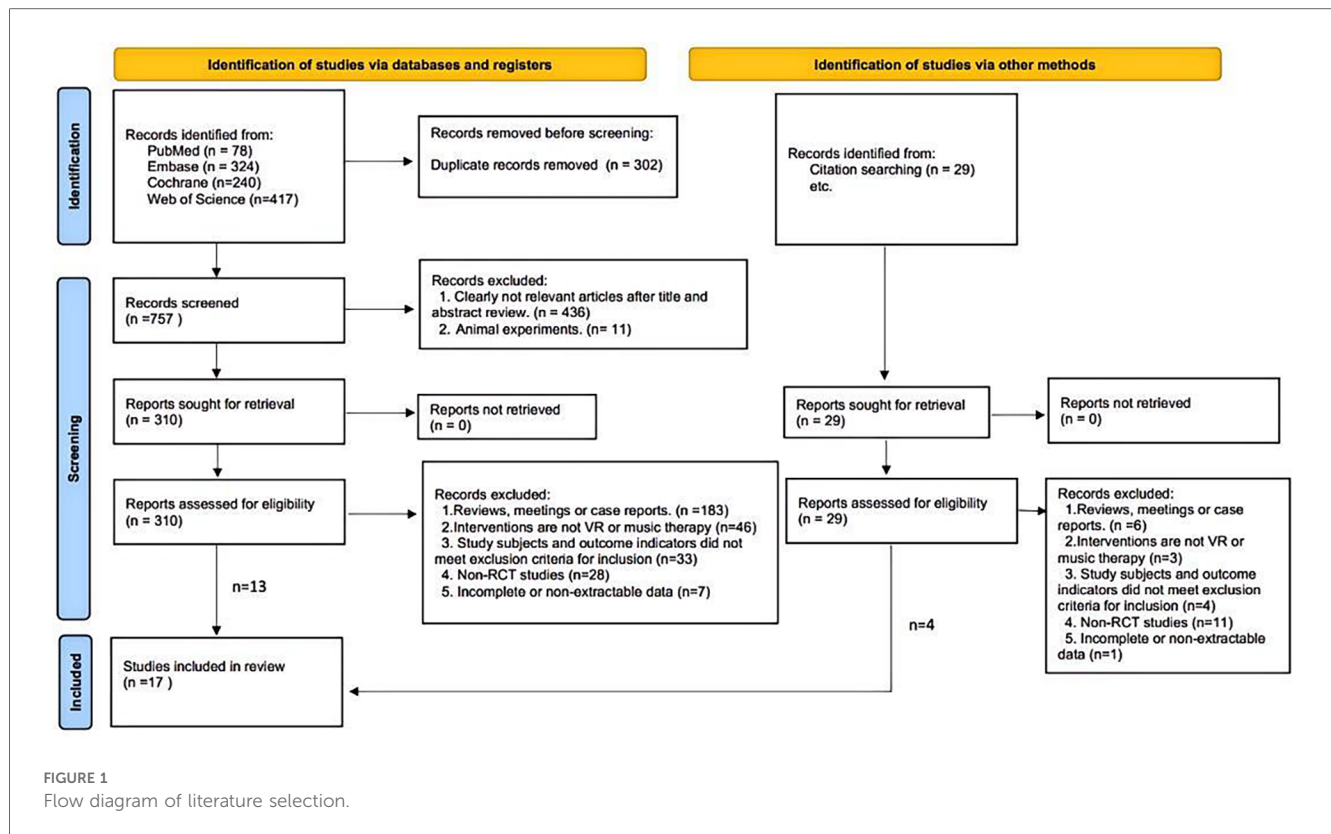 Identification of studies via databases and registers
Identification of studies via other methods
Identification
Records identified from:
PubMed (n = 78)
Embase (n = 324)
Cochrane (n=240)
Web of Science (n=417)
Records removed before screening:
Duplicate records removed (n = 302)
Records identified from:
Citation searching (n = 29)
etc.
Screening
Records screened
(n =757 )
Records excluded:
1. Clearly not relevant articles after title and
abstract review. (n = 436)
2. Animal experiments. (n= 11)
Reports sought for retrieval
(n = 310)
Reports not retrieved
(n = 0)
Reports sought for retrieval
(n = 29)
Reports not retrieved
(n = 0)
Reports assessed for eligibility
(n = 310)
Records excluded:
1.Reviews, meetings or case reports. (n =183)
2.Interventions are not VR or music therapy (n=46)
3. Study subjects and outcome indicators did not
meet exclusion criteria for inclusion (n=33)
4. Non-RCT studies (n=28)
5. Incomplete or non-extractable data (n=7)
Reports assessed for eligibility
(n = 29)
Records excluded:
1.Reviews, meetings or case
reports. (n =6)
2.Interventions are not VR or
music therapy (n=3)
3. Study subjects and outcome
indicators did not meet exclusion
criteria for inclusion (n=4)
4. Non-RCT studies (n=11)
5. Incomplete or non-extractable
data (n=1)
n=13
n=4
Included
Studies included in review
(n =17 )
FIGURE 1
Flow diagram of literature selection.